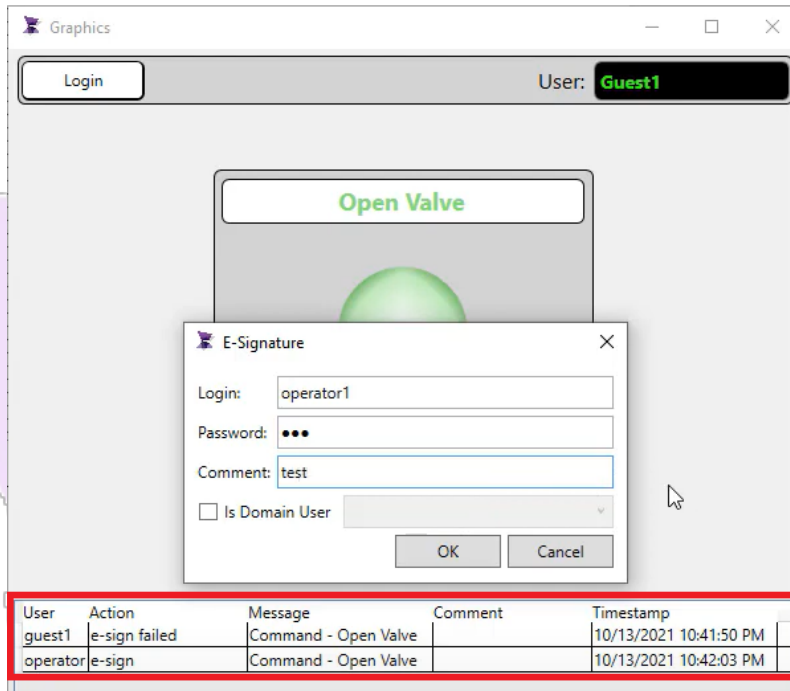 Graphics
Login User: Guest1
Open Valve
E-Signature
Login: operator1
Password: •••
Comment: test
Is Domain User
OK Cancel
User Action Message Comment Timestamp
guest1 e-sign failed Command - Open Valve 10/13/2021 10:41:50 PM
operator e-sign Command - Open Valve 10/13/2021 10:42:03 PM